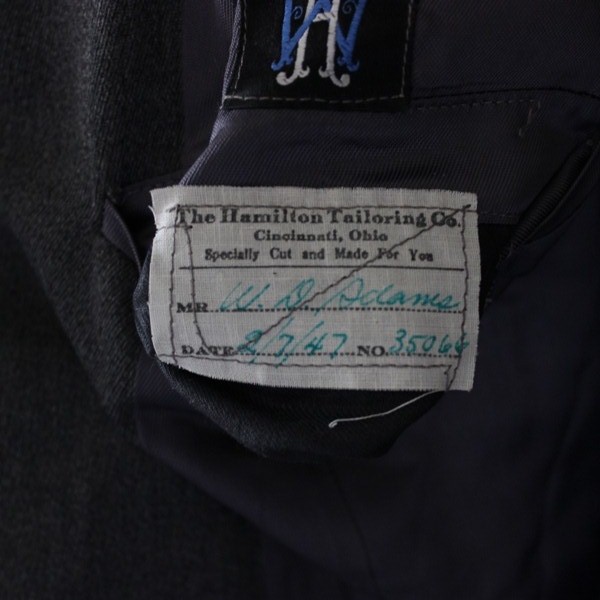 The Hamilton Tailoring Co.
Cincinnati, Ohio
Specially Cut and Made For You
MR W. D. Adams
DATE 2/7/47 NO. 35066